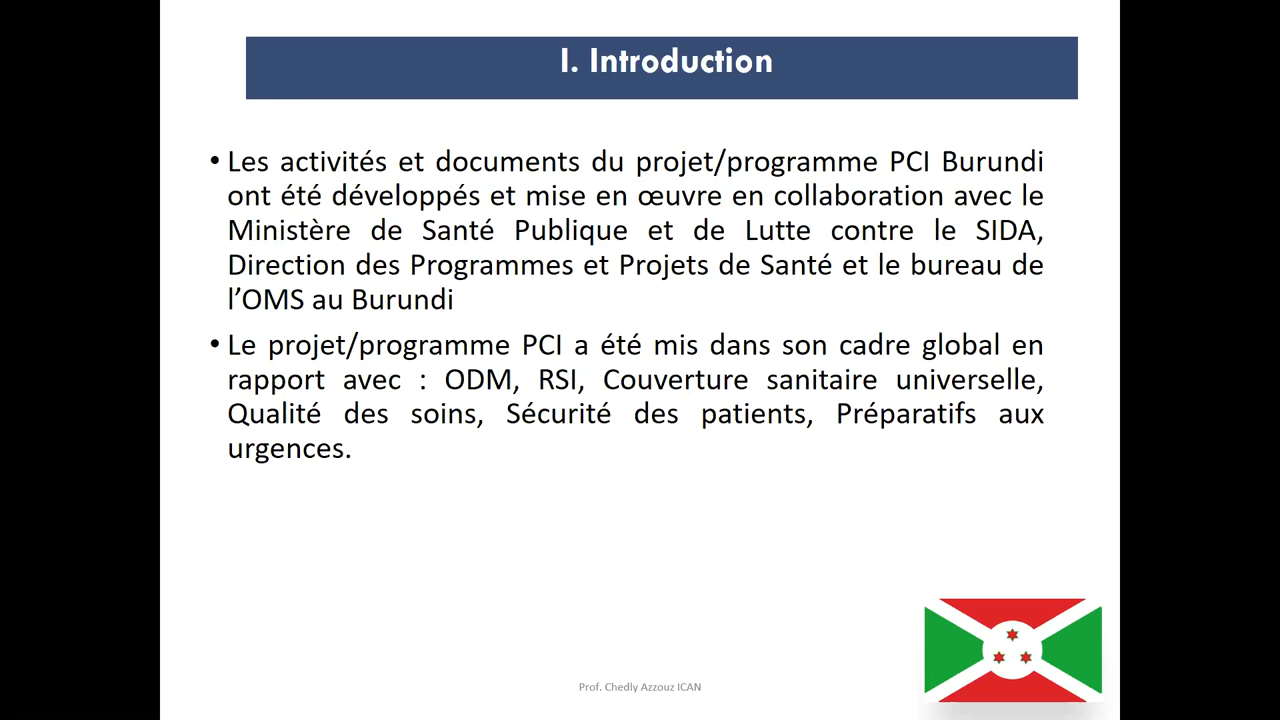 I. Introduction
• Les activités et documents du projet/programme PCI Burundi
ont été développés et mise en œuvre en collaboration avec le
Ministère de Santé Publique et de Lutte contre le SIDA,
Direction des Programmes et Projets de Santé et le bureau de
l’OMS au Burundi
• Le projet/programme PCI a été mis dans son cadre global en
rapport avec : ODM, RSI, Couverture sanitaire universelle,
Qualité des soins, Sécurité des patients, Préparatifs aux
urgences.
Prof. Chedly Azzouz ICAN